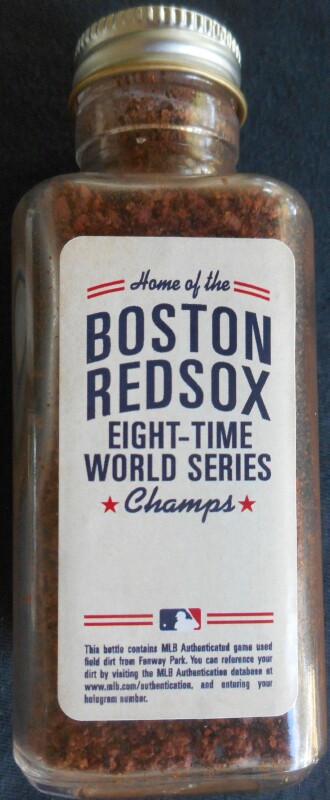 Home of the
BOSTON
REDSOX
EIGHT-TIME
WORLD SERIES
Champs
This bottle contains MLB Authenticated game used
field dirt from Fenway Park. You can reference your
dirt by visiting the MLB Authentication database at
www.mlb.com/authentication, and entering your
hologram number.